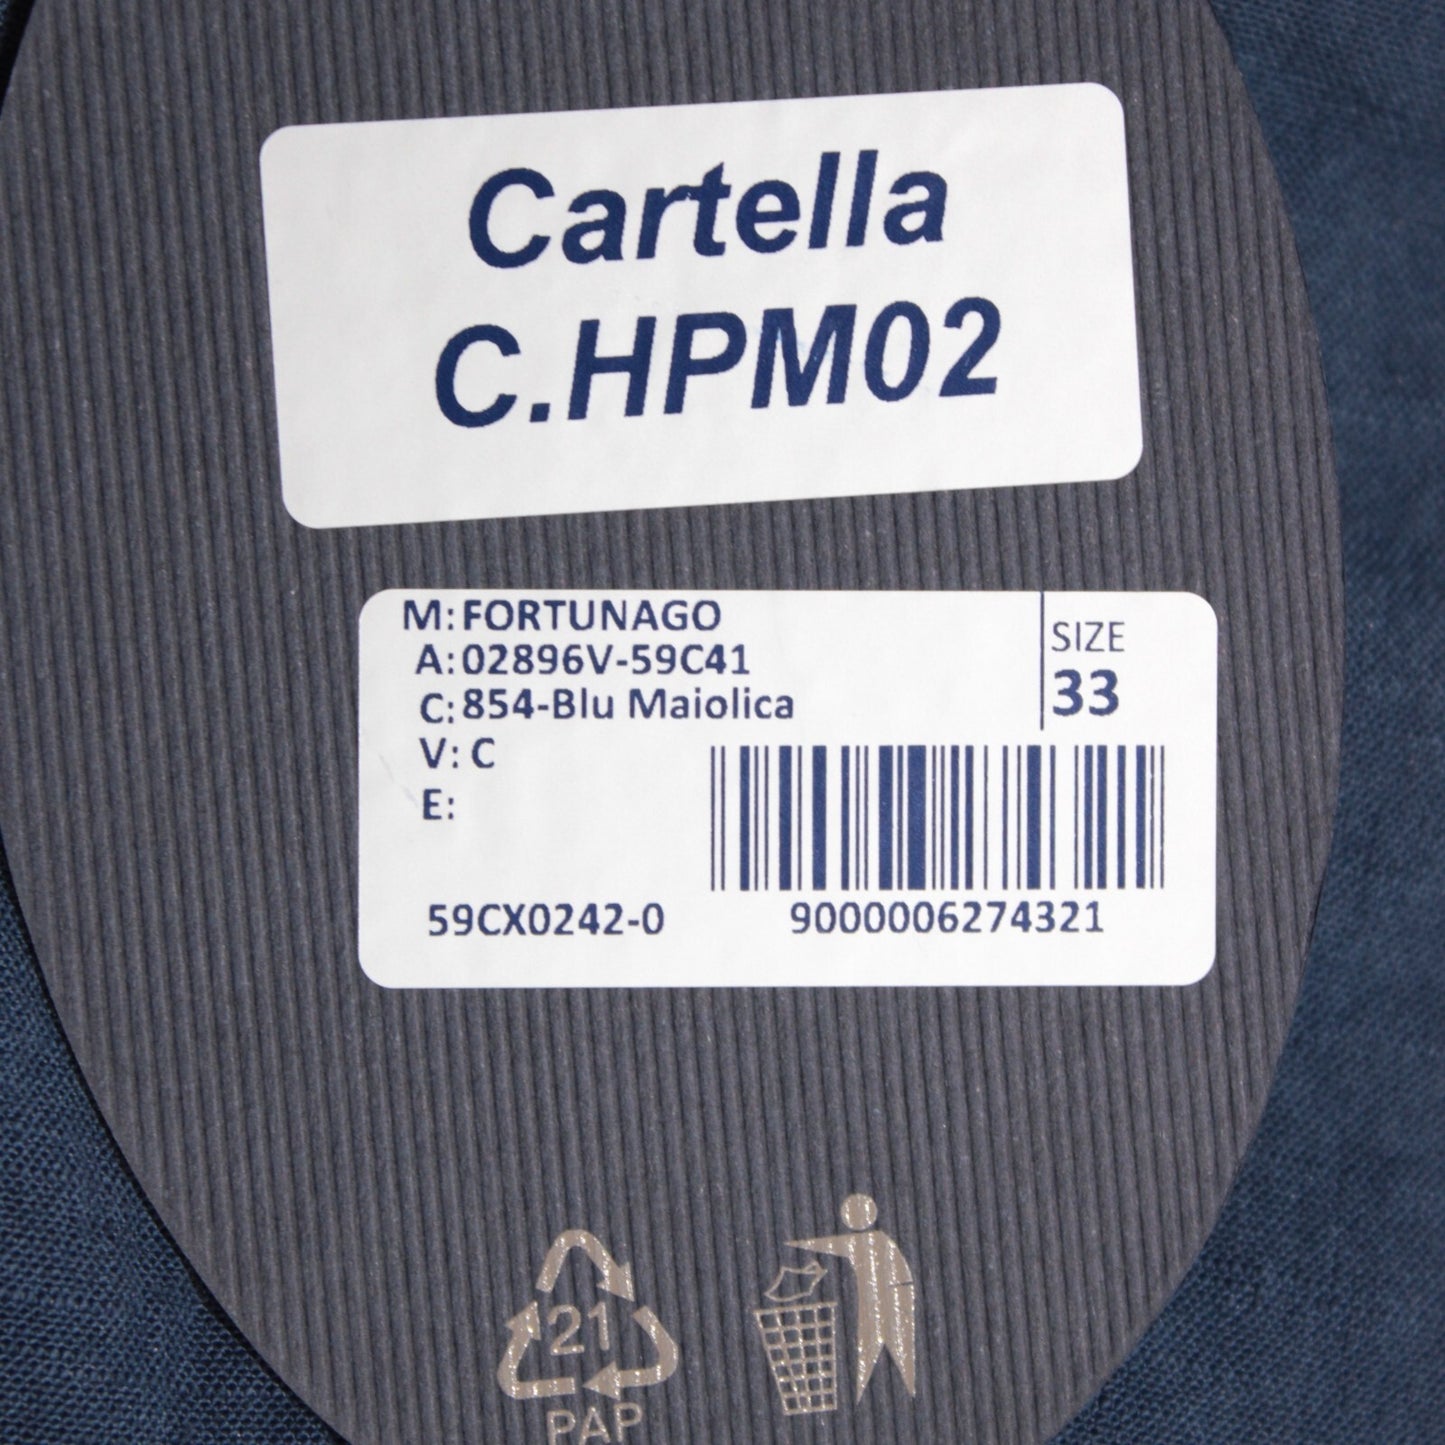 Cartella
C.HPM02
M: FORTUNAGO
A: 02896V-59C41
C: 854-Blu Maiolica
V: C
E:
SIZE
33
59CX0242-0
9000006274321
21
PAP